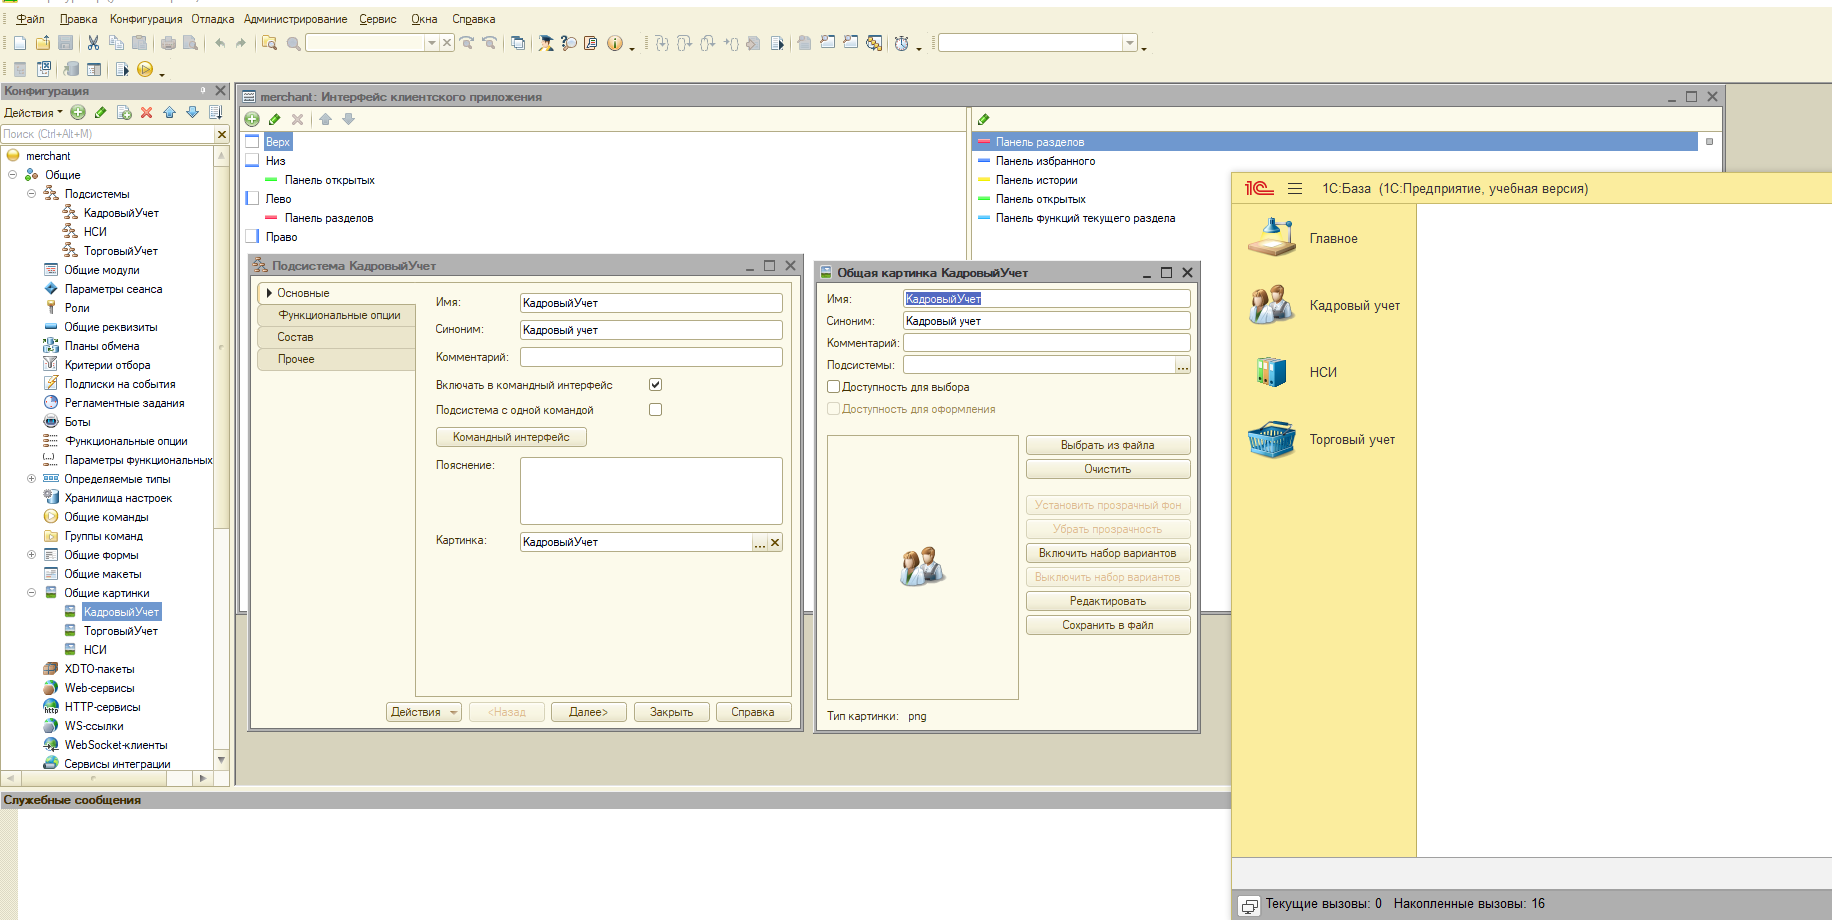 Файл Правка Конфигурация Отладка Администрирование Сервис Окна Справка
Конфигурация
Действия
Поиск (Ctrl+Alt+M)
merchant
Общие
Подсистемы
КадровыйУчет
НСИ
ТорговыйУчет
Общие модули
Параметры сеанса
Роли
Общие реквизиты
Планы обмена
Критерии отбора
Подписки на события
Регламентные задания
Боты
Функциональные опции
Параметры функциональных
Определяемые типы
Хранилища настроек
Общие команды
Группы команд
Общие формы
Общие макеты
Общие картинки
КадровыйУчет
ТорговыйУчет
НСИ
XDTO-пакеты
Web-сервисы
HTTP-сервисы
WS-ссылки
WebSocket-клиенты
Сервисы интеграции
merchant: Интерфейс клиентского приложения
Верх
Низ
Панель открытых
Лево
Панель разделов
Право
Панель разделов
Панель избранного
Панель истории
Панель открытых
Панель функций текущего раздела
Подсистема КадровыйУчет
Основные
Функциональные опции
Состав
Прочее
Имя: КадровыйУчет
Синоним: Кадровый учет
Комментарий:
Включать в командный интерфейс
Подсистема с одной командой
Командный интерфейс
Пояснение:
Картинка: КадровыйУчет ...
Действия <Назад Далее> Закрыть Справка
Общая картинка КадровыйУчет
Имя: КадровыйУчет
Синоним: Кадровый учет
Комментарий:
Подсистемы: ...
Доступность для выбора
Доступность для оформления
Выбрать из файла
Очистить
Установить прозрачный фон
Убрать прозрачность
Включить набор вариантов
Выключить набор вариантов
Редактировать
Сохранить в файл
Тип картинки: png
1С 1С:База (1С:Предприятие, учебная версия)
Главное
Кадровый учет
НСИ
Торговый учет
Текущие вызовы: 0 Накопленные вызовы: 16
Служебные сообщения